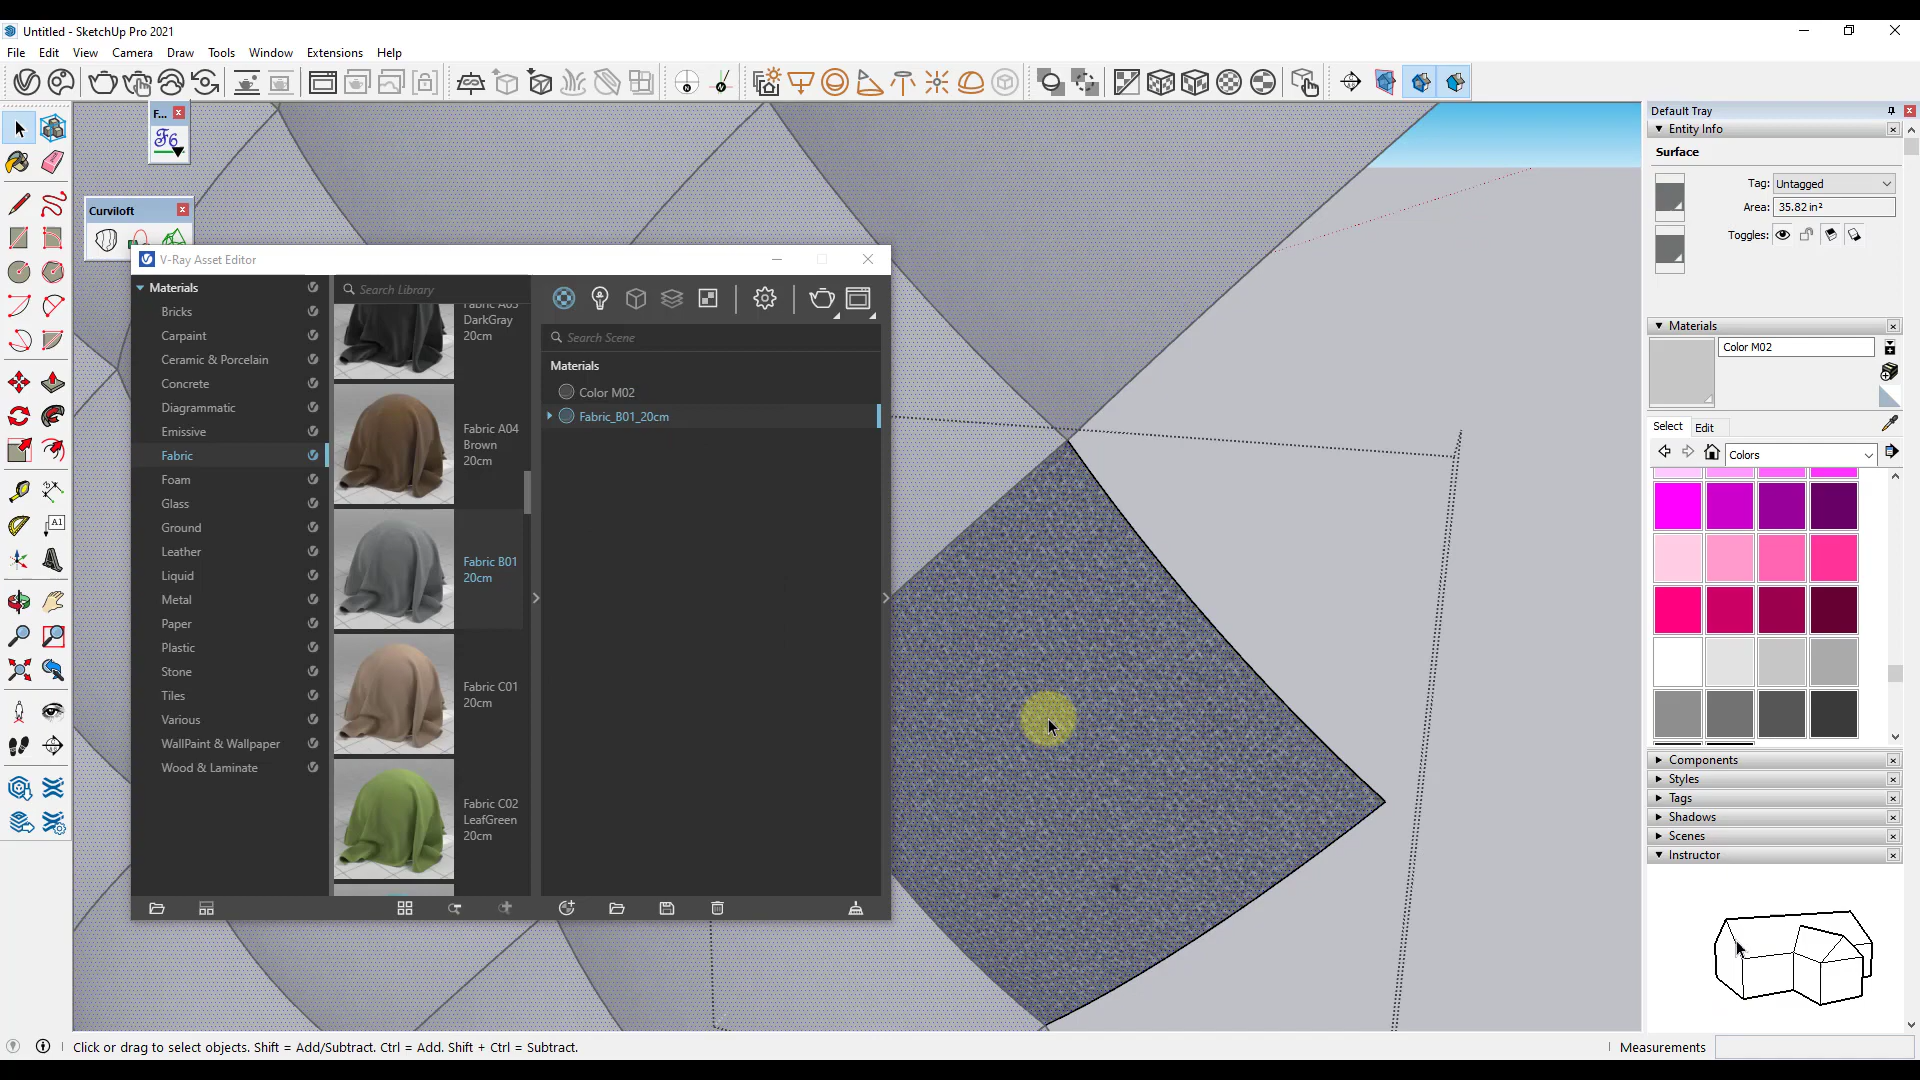 Untitled - SketchUp Pro 2021
File Edit View Camera Draw Tools Window Extensions Help
F...
Curviloft
A1
V-Ray Asset Editor
Materials
Bricks
Carpaint
Ceramic & Porcelain
Concrete
Diagrammatic
Emissive
Fabric
Foam
Glass
Ground
Leather
Liquid
Metal
Paper
Plastic
Stone
Tiles
Various
WallPaint & Wallpaper
Wood & Laminate
Search Library
Fabric A03
DarkGray
20cm
Fabric A04
Brown
20cm
Fabric B01
20cm
Fabric C01
20cm
Fabric C02
LeafGreen
20cm
Search Scene
Materials
Color M02
Fabric_B01_20cm
Default Tray
Entity Info
Surface
Tag: Untagged
Area: 35.82 in²
Toggles:
Materials
Color M02
Select Edit
Colors
Components
Styles
Tags
Shadows
Scenes
Instructor
Click or drag to select objects. Shift = Add/Subtract. Ctrl = Add. Shift + Ctrl = Subtract.
Measurements